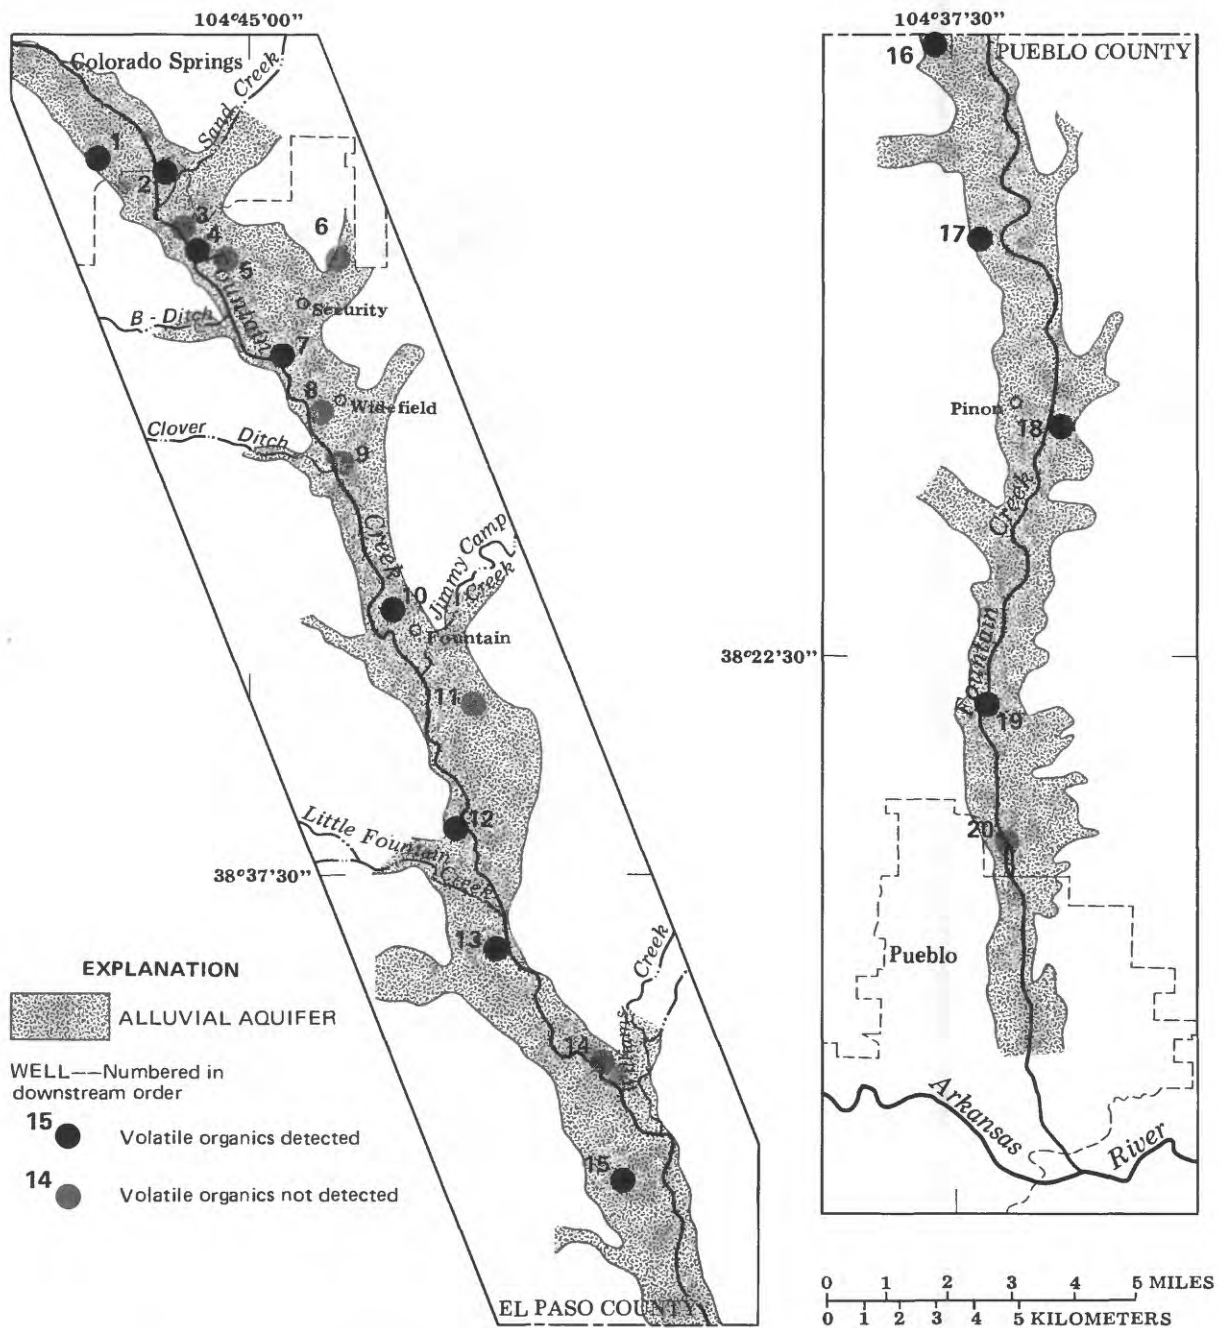 104°45'00"
Colorado Springs
Sand Creek
1
2
3
4
5
6
Security
B - Ditch
7
8
Widefield
Clover Ditch
9
Fountain Creek
10
Jimmy Camp Creek
Fountain
11
12
Little Fountain Creek
38°37'30"
13
14
Creek
15
EL PASO COUNTY
EXPLANATION
ALLUVIAL AQUIFER
WELL——Numbered in
downstream order
15
Volatile organics detected
14
Volatile organics not detected
104°37'30"
16
PUEBLO COUNTY
17
Pinon
18
Fountain Creek
38°22'30"
19
20
Pueblo
Arkansas River
0 1 2 3 4 5 MILES
0 1 2 3 4 5 KILOMETERS